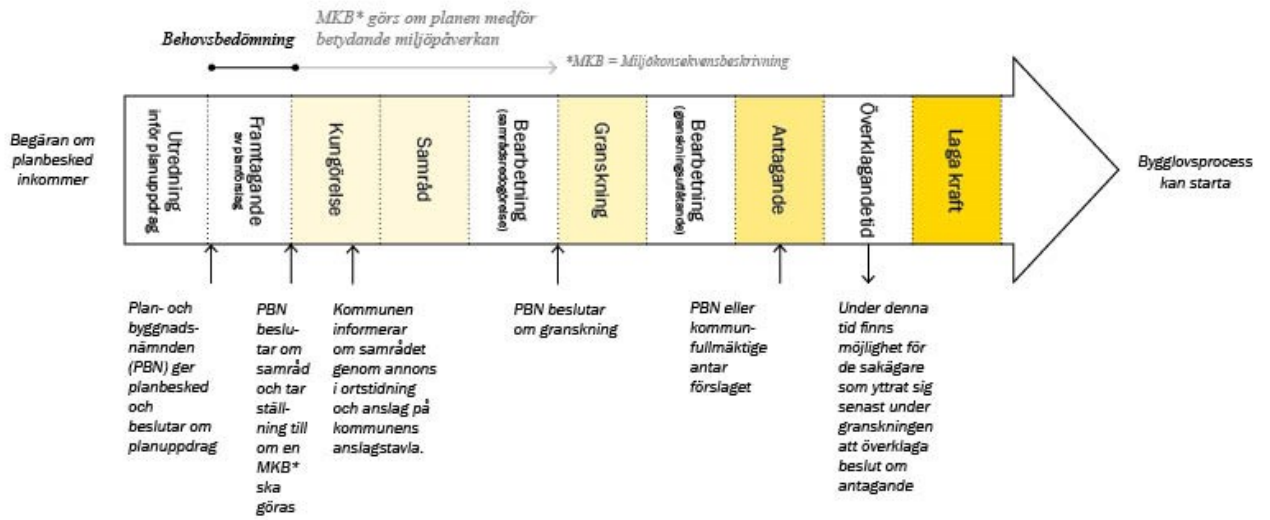 MKB* görs om planen medför
betydande miljöpåverkan
Behovsbedömning
*MKB = Miljökonsekvensbeskrivning
Begäran om
planbesked
inkommer
Utredning
inför planuppdrag
Framtagande
av planförslag
Kungörelse
Samråd
Bearbetning
(samrådsredogörelse)
Granskning
Bearbetning
(granskningsutlåtande)
Antagande
Överklagandetid
Laga kraft
Bygglovsprocess
kan starta
Plan- och
byggnads-
nämnden
(PBN) ger
planbesked
och
beslutar om
planuppdrag
PBN
beslu-
tar om
samråd
och tar
ställ-
ning till
om en
MKB*
ska
göras
Kommunen
informerar
om samrådet
genom annons
i ortstidning
och anslag på
kommunens
anslagstavla.
PBN beslutar
om granskning
PBN eller
kommun-
fullmäktige
antar
förslaget
Under denna
tid finns
möjlighet för
de sakägare
som yttrat sig
senast under
granskningen
att överklaga
beslut om
antagande